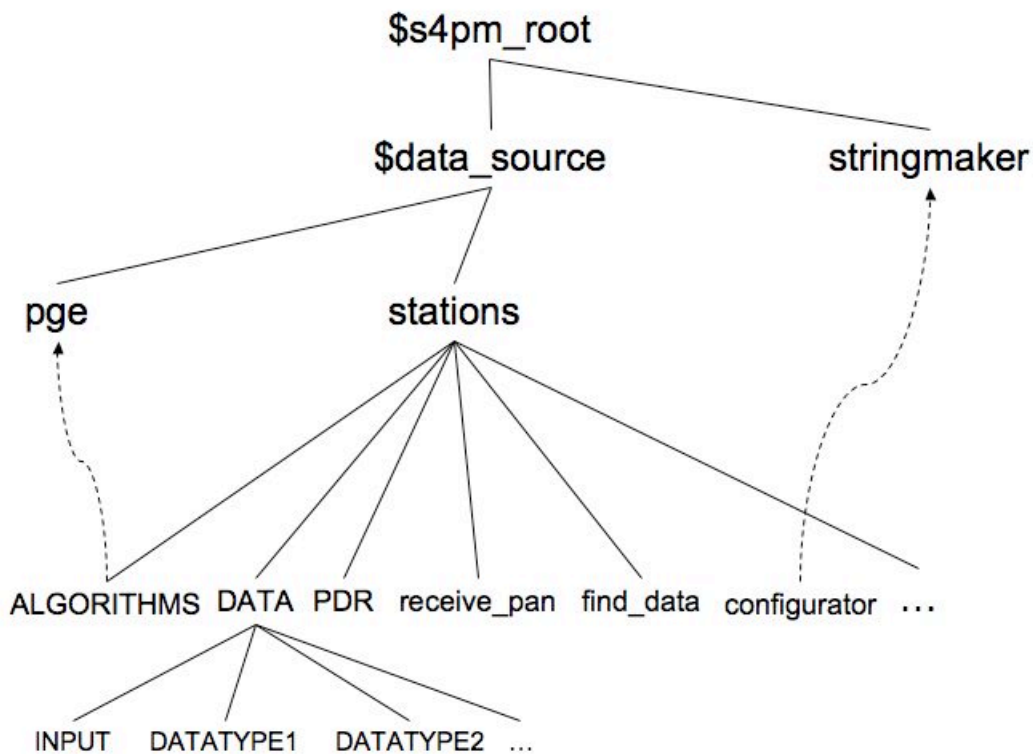 $s4pm_root
$data_source stringmaker
pge stations
ALGORITHMS DATA PDR receive_pan find_data configurator ...
INPUT DATATYPE1 DATATYPE2 ...